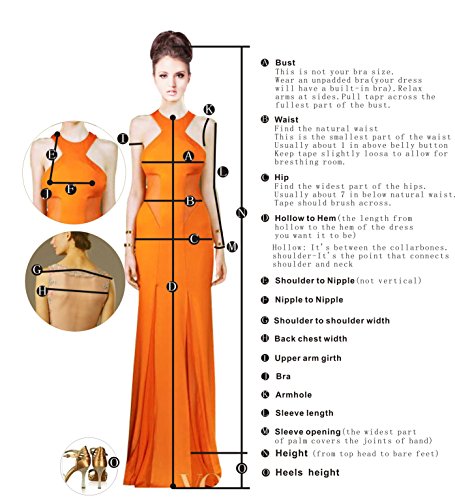 A Bust
This is not your bra size.
Wear an unpadded bra(your dress
will have a built-in bra).Relax
arms at sides.Pull tapr across the
fullest part of the bust.
B Waist
Find the natural waist
This is the smallest part of the waist
Usually about 1 in above belly button
Keep tape slightly loosa to allow for
bresthing room.
C Hip
Find the widest part of the hips.
Usually about 7 in below natural waist.
Tape should brush across.
D Hollow to Hem(the length from
hollow to the hem of the dress
you want it to be)
Hollow: It's between the collarbones.
shoulder-It's the point that connects
shoulder and neck
E Shoulder to Nipple(not vertical)
F Nipple to Nipple
G Shoulder to shoulder width
H Back chest width
I Upper arm girth
J Bra
K Armhole
L Sleeve length
M Sleeve opening(the widest part
of palm covers the joints of hand)
N Height (from top head to bare feet)
O Heels height
K
I
E
A
L
J
F
B
N
C
M
G
H
D
O
O
VG